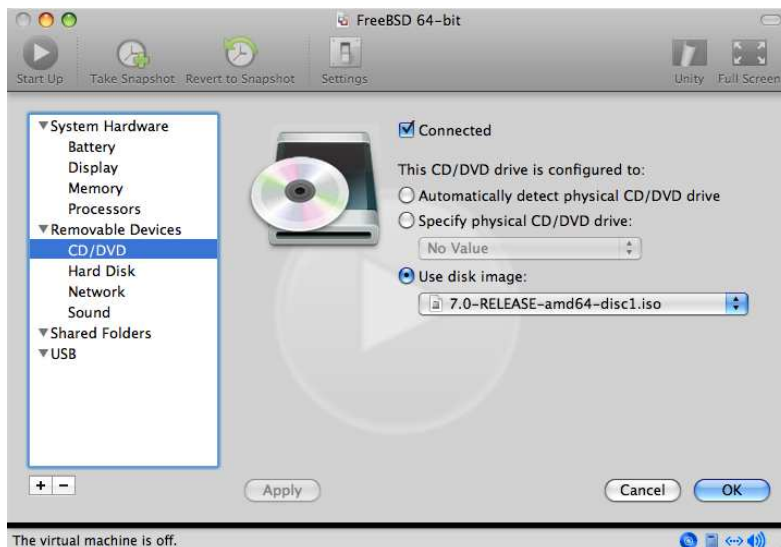 FreeBSD 64-bit
Start Up
Take Snapshot
Revert to Snapshot
Settings
Unity
Full Screen
System Hardware
Battery
Display
Memory
Processors
Removable Devices
CD/DVD
Hard Disk
Network
Sound
Shared Folders
USB
Connected
This CD/DVD drive is configured to:
Automatically detect physical CD/DVD drive
Specify physical CD/DVD drive:
No Value
Use disk image:
7.0-RELEASE-amd64-disc1.iso
+ −
Apply
Cancel
OK
The virtual machine is off.